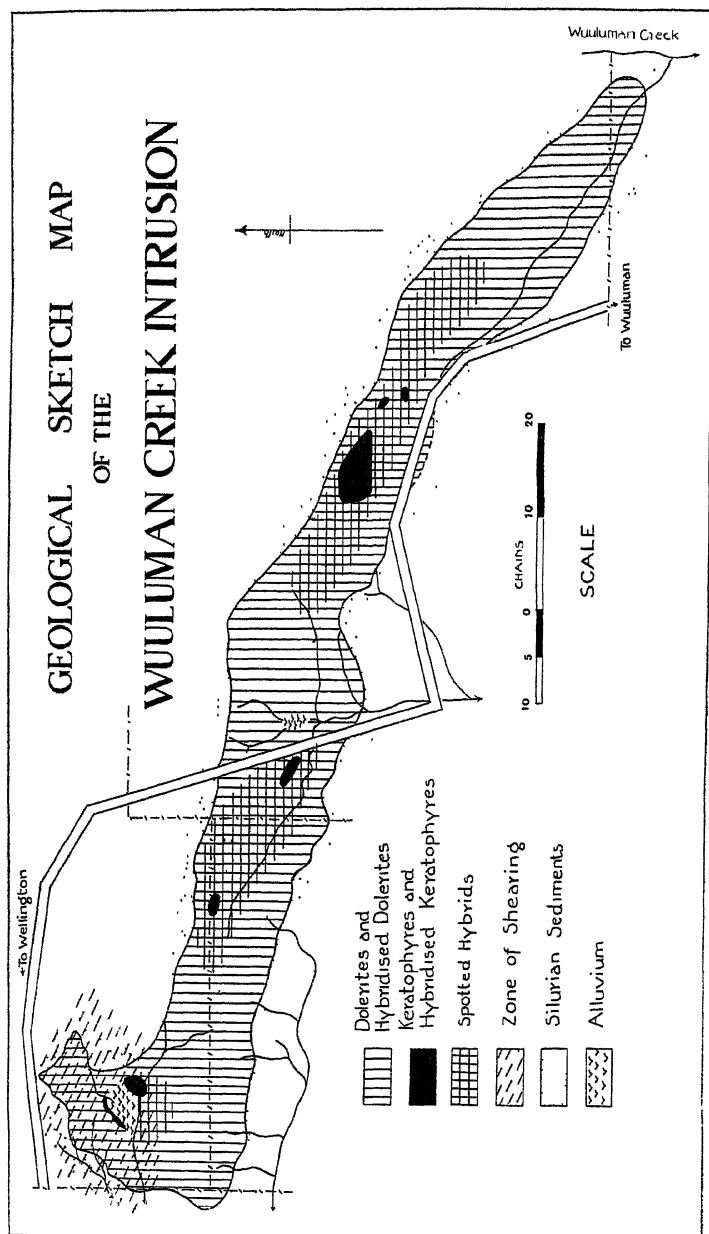 GEOLOGICAL SKETCH MAP
OF THE
WUULUMAN CREEK INTRUSION
Wuuluman Creek
North
To Wellington
To Wuuluman
10 5 0 10 20
CHAINS
SCALE
Dolerites and
Hybridised Dolerites
Keratophyres and
Hybridised Keratophyres
Spotted Hybrids
Zone of Shearing
Silurian Sediments
Alluvium